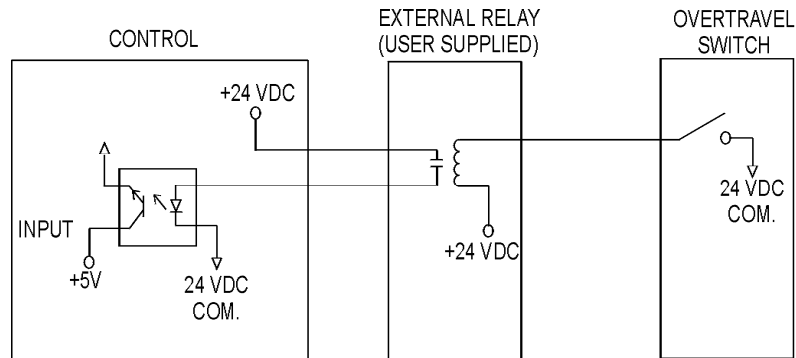 CONTROL
EXTERNAL RELAY
(USER SUPPLIED)
OVERTRAVEL
SWITCH
+24 VDC
INPUT
+5V
24 VDC
COM.
+24 VDC
24 VDC
COM.